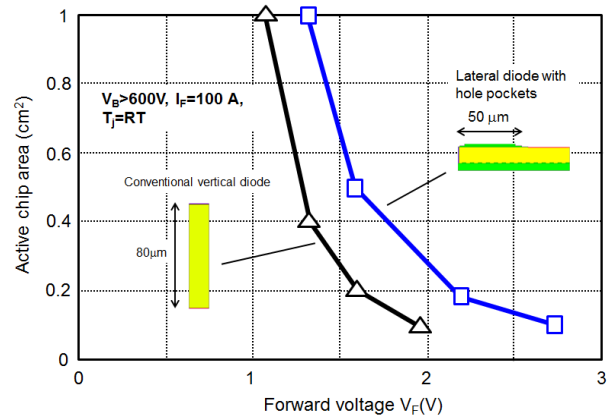 1
0.8
0.6
0.4
0.2
0
0
1
2
3
Active chip area (cm²)
Forward voltage V_F(V)
V_B>600V, I_F=100 A,
T_j=RT
Conventional vertical diode
80μm
Lateral diode with
hole pockets
50 μm